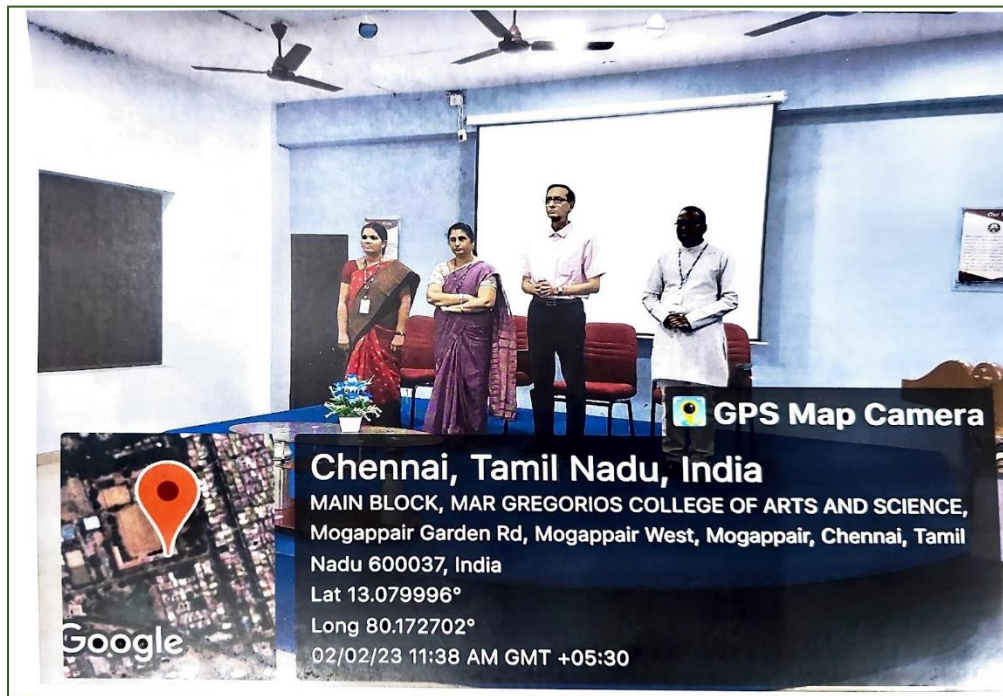 GPS Map Camera
Chennai, Tamil Nadu, India
MAIN BLOCK, MAR GREGORIOS COLLEGE OF ARTS AND SCIENCE,
Mogappair Garden Rd, Mogappair West, Mogappair, Chennai, Tamil
Nadu 600037, India
Lat 13.079996°
Long 80.172702°
02/02/23 11:38 AM GMT +05:30
Google